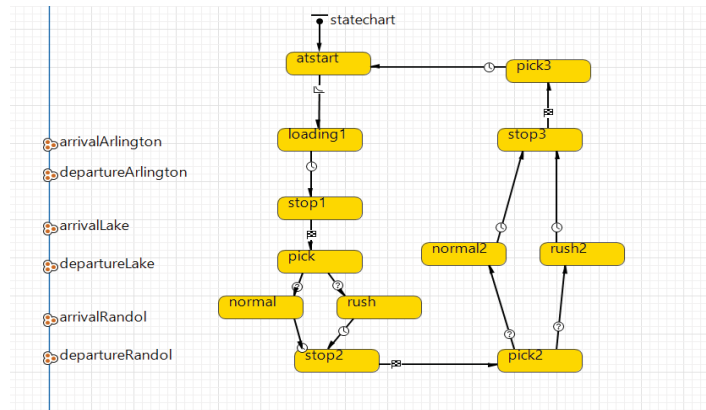 statechart
atstart
pick3
loading1
stop3
arrivalArlington
departureArlington
stop1
arrivalLake
departureLake
pick
normal2
rush2
normal
rush
arrivalRandol
departureRandol
stop2
pick2